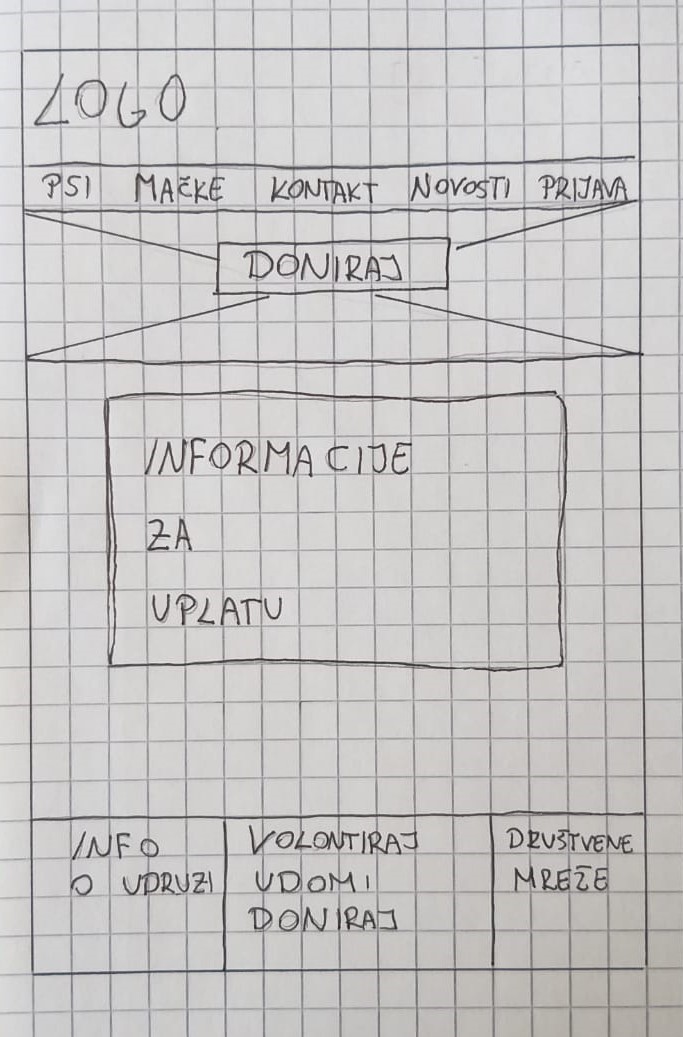 LOGO
PSI MAČKE KONTAKT NOVOSTI PRIJAVA
DONIRAJ
INFORMACIJE
ZA
UPLATU
INFO
O UDRUZI
VOLONTIRAJ
UDOMI
DONIRAJ
DRUŠTVENE
MREŽE